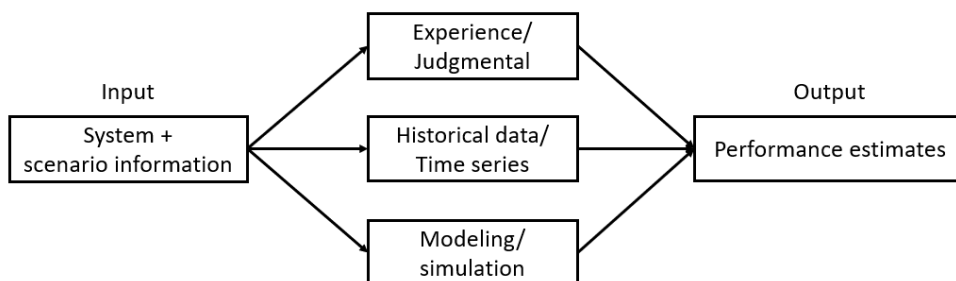 Input
System +
scenario information
Experience/
Judgmental
Historical data/
Time series
Modeling/
simulation
Output
Performance estimates